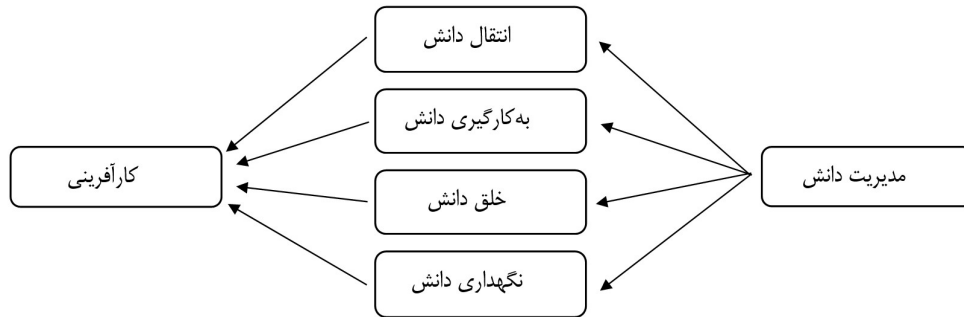 انتقال دانش
به‌کارگیری دانش
مدیریت دانش
کارآفرینی
خلق دانش
نگهداری دانش